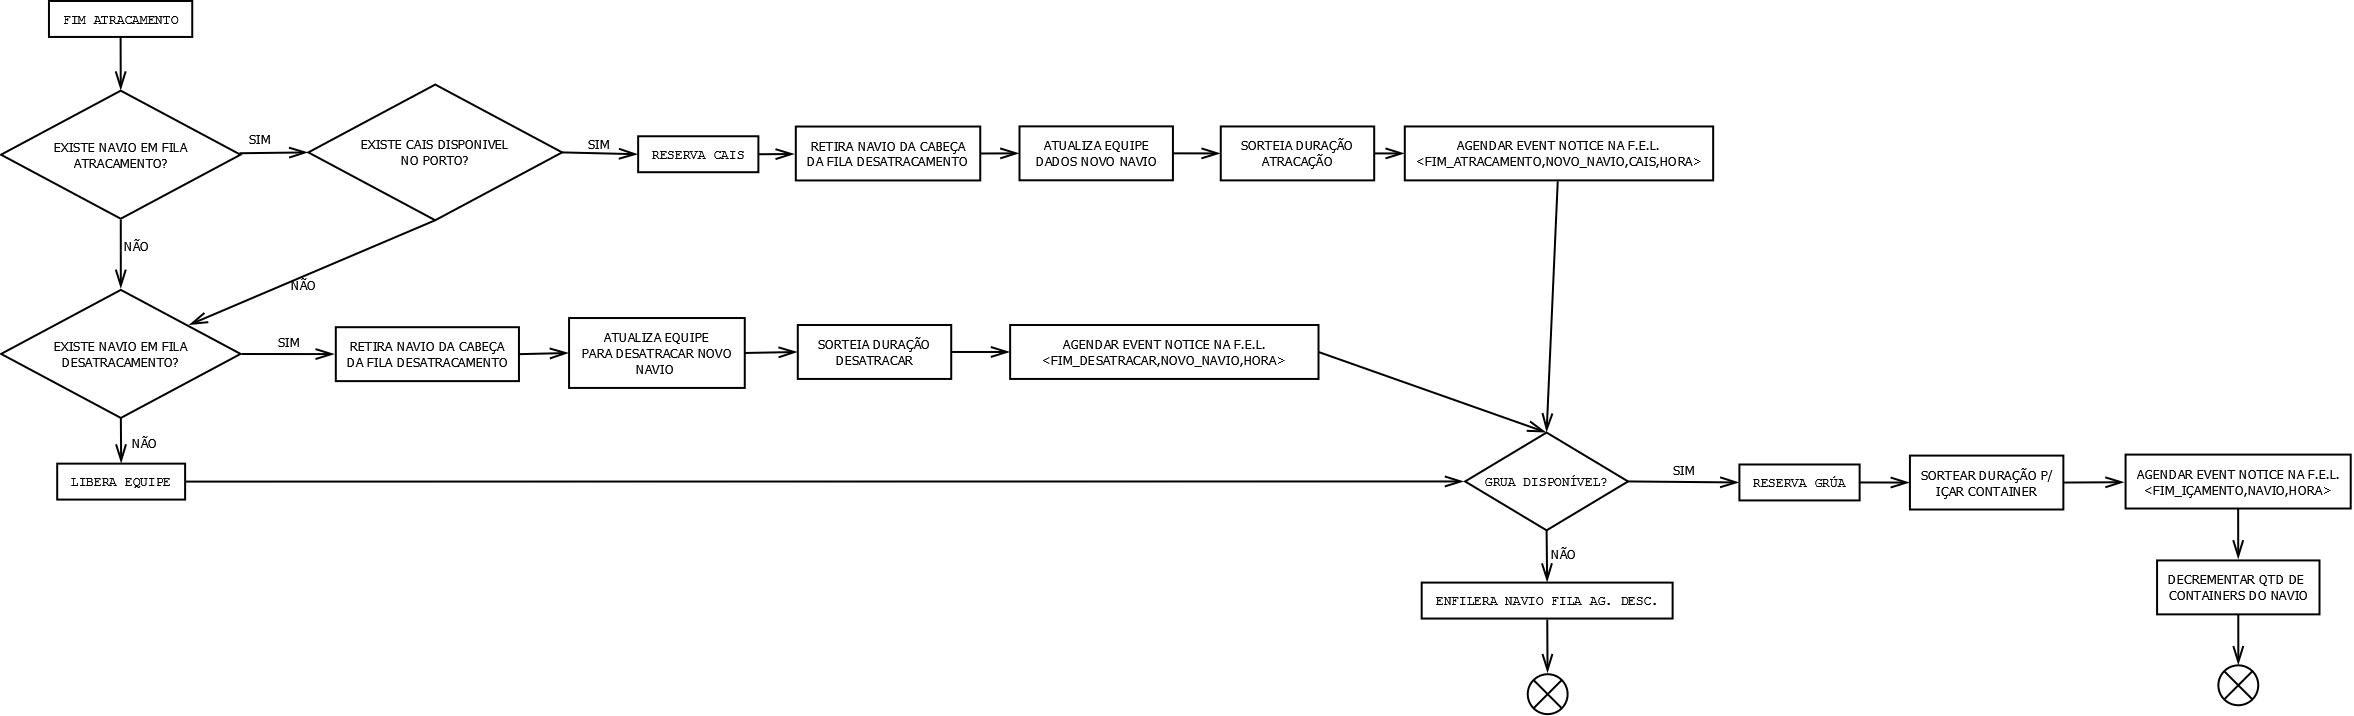 FIM ATRACAMENTO
EXISTE NAVIO EM FILA
ATRACAMENTO?
SIM
EXISTE CAIS DISPONIVEL
NO PORTO?
SIM
RESERVA CAIS
RETIRA NAVIO DA CABEÇA
DA FILA DESATRACAMENTO
ATUALIZA EQUIPE
DADOS NOVO NAVIO
SORTEIA DURAÇÃO
ATRACAÇÃO
AGENDAR EVENT NOTICE NA F.E.L.
<FIM_ATRACAMENTO,NOVO_NAVIO,CAIS,HORA>
NÃO
NÃO
EXISTE NAVIO EM FILA
DESATRACAMENTO?
SIM
RETIRA NAVIO DA CABEÇA
DA FILA DESATRACAMENTO
ATUALIZA EQUIPE
PARA DESATRACAR NOVO
NAVIO
SORTEIA DURAÇÃO
DESATRACAR
AGENDAR EVENT NOTICE NA F.E.L.
<FIM_DESATRACAR,NOVO_NAVIO,HORA>
NÃO
LIBERA EQUIPE
GRUA DISPONÍVEL?
SIM
RESERVA GRÚA
SORTEAR DURAÇÃO P/
IÇAR CONTAINER
AGENDAR EVENT NOTICE NA F.E.L.
<FIM_IÇAMENTO,NAVIO,HORA>
NÃO
ENFILERA NAVIO FILA AG. DESC.
DECREMENTAR QTD DE
CONTAINERS DO NAVIO